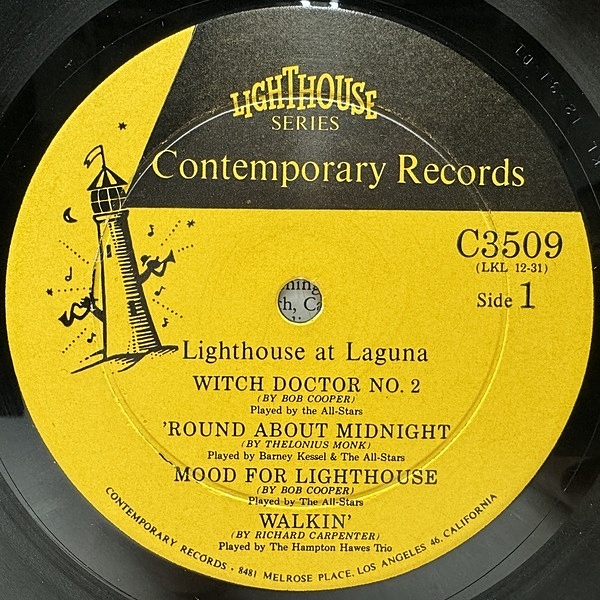 LIGHTHOUSE
SERIES
Contemporary Records
C3509
(LKL 12-31)
Side 1
Lighthouse at Laguna
WITCH DOCTOR NO. 2
(BY BOB COOPER)
Played by the All-Stars
'ROUND ABOUT MIDNIGHT
(BY THELONIUS MONK)
Played by Barney Kessel & The All-Stars
MOOD FOR LIGHTHOUSE
(BY BOB COOPER)
Played by The All-Stars
WALKIN'
(BY RICHARD CARPENTER)
Played by The Hampton Hawes Trio
CONTEMPORARY RECORDS • 8481 MELROSE PLACE, LOS ANGELES 46, CALIFORNIA